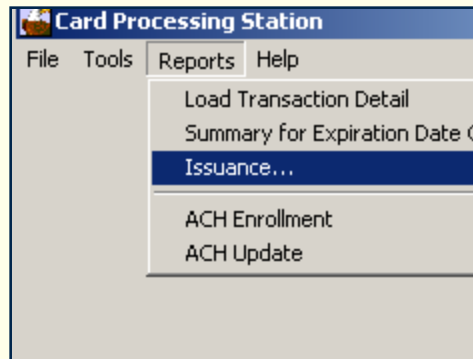 Card Processing Station
File Tools Reports Help
Load Transaction Detail
Summary for Expiration Date
Issuance...
ACH Enrollment
ACH Update